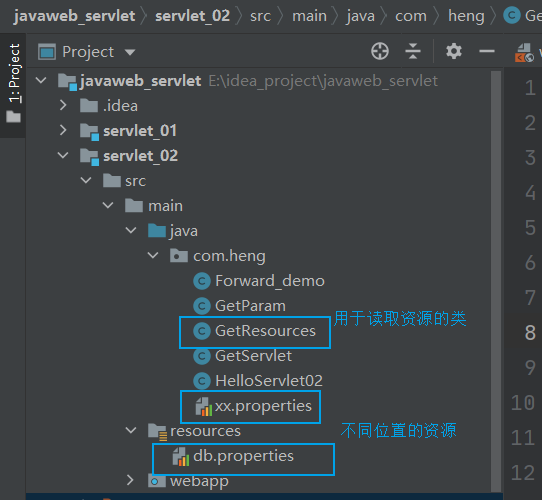 javaweb_servlet > servlet_02 > src > main > java > com > heng > Ge
1: Project
Project
javaweb_servlet E:\idea_project\javaweb_servlet
.idea
servlet_01
servlet_02
src
main
java
com.heng
Forward_demo
GetParam
GetResources 用于读取资源的类
GetServlet
HelloServlet02
xx.properties
resources 不同位置的资源
db.properties
webapp
1
2
3
4
5
6
7
8
9
10
11
12